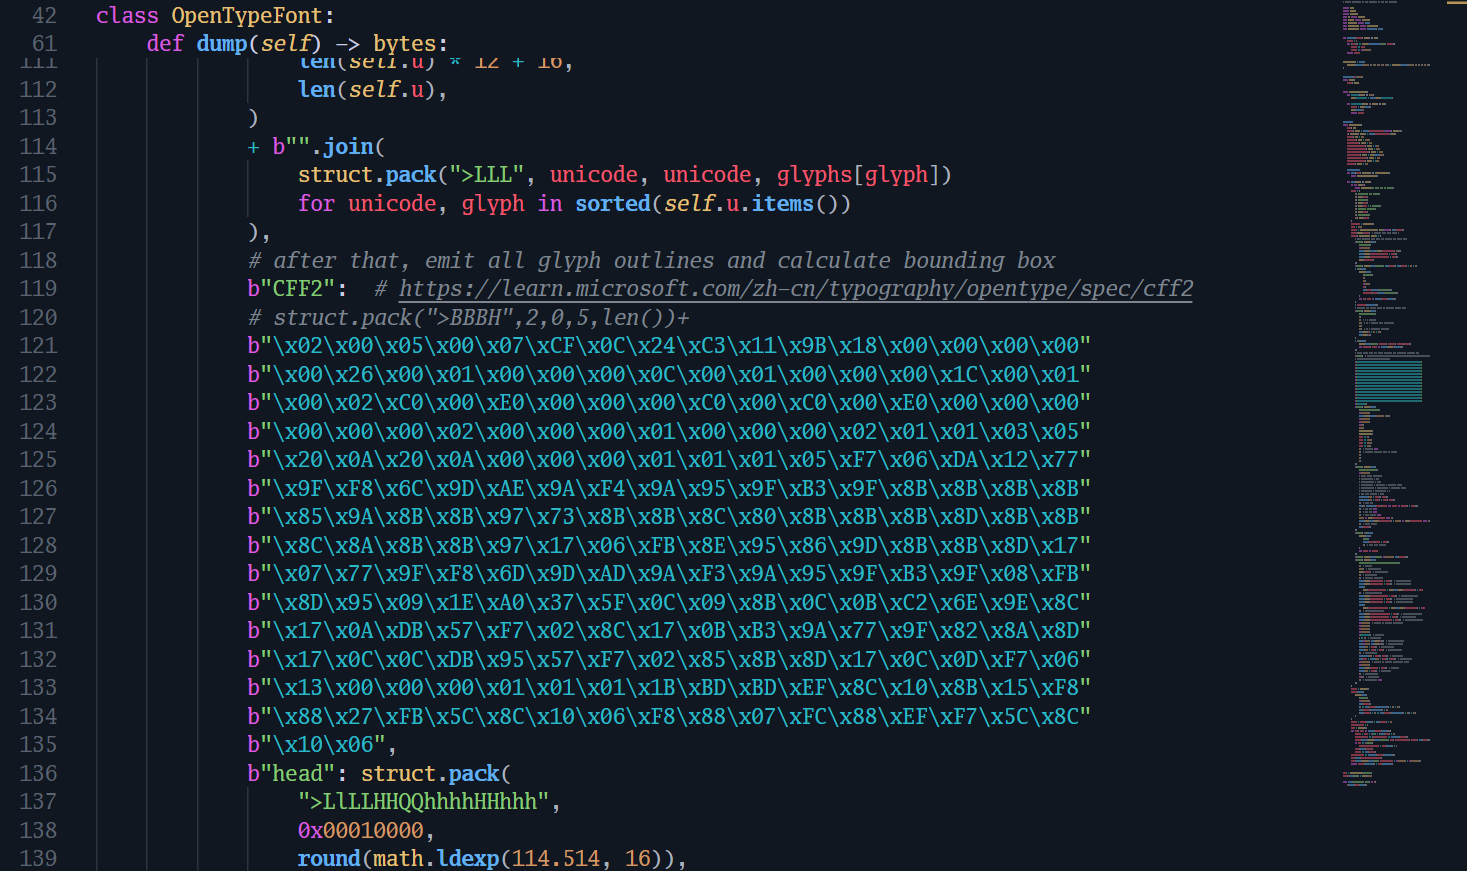 42 class OpenTypeFont:
61 def dump(self) -> bytes:
111 len(self.u) * 12 + 16,
112 len(self.u),
113 )
114 + b"".join(
115 struct.pack(">LLL", unicode, unicode, glyphs[glyph])
116 for unicode, glyph in sorted(self.u.items())
117 ),
118 # after that, emit all glyph outlines and calculate bounding box
119 b"CFF2": # https://learn.microsoft.com/zh-cn/typography/opentype/spec/cff2
120 # struct.pack(">BBBH",2,0,5,len())+
121 b"\x02\x00\x05\x00\x07\xCF\x0C\x24\xC3\x11\x9B\x18\x00\x00\x00\x00"
122 b"\x00\x26\x00\x01\x00\x00\x00\x0C\x00\x01\x00\x00\x00\x1C\x00\x01"
123 b"\x00\x02\xC0\x00\xE0\x00\x00\x00\xC0\x00\xC0\x00\xE0\x00\x00\x00"
124 b"\x00\x00\x00\x02\x00\x00\x00\x01\x00\x00\x00\x02\x01\x01\x03\x05"
125 b"\x20\x0A\x20\x0A\x00\x00\x00\x01\x01\x01\x05\xF7\x06\xDA\x12\x77"
126 b"\x9F\xF8\x6C\x9D\xAE\x9A\xF4\x9A\x95\x9F\xB3\x9F\x8B\x8B\x8B\x8B"
127 b"\x85\x9A\x8B\x8B\x97\x73\x8B\x8B\x8C\x80\x8B\x8B\x8B\x8D\x8B\x8B"
128 b"\x8C\x8A\x8B\x8B\x97\x17\x06\xFB\x8E\x95\x86\x9D\x8B\x8B\x8D\x17"
129 b"\x07\x77\x9F\xF8\x6D\x9D\xAD\x9A\xF3\x9A\x95\x9F\xB3\x9F\x08\xFB"
130 b"\x8D\x95\x09\x1E\xA0\x37\x5F\x0C\x09\x8B\x0C\x0B\xC2\x6E\x9E\x8C"
131 b"\x17\x0A\xDB\x57\xF7\x02\x8C\x17\x0B\xB3\x9A\x77\x9F\x82\x8A\x8D"
132 b"\x17\x0C\x0C\xDB\x95\x57\xF7\x02\x85\x8B\x8D\x17\x0C\x0D\xF7\x06"
133 b"\x13\x00\x00\x00\x01\x01\x01\x1B\xBD\xBD\xEF\x8C\x10\x8B\x15\xF8"
134 b"\x88\x27\xFB\x5C\x8C\x10\x06\xF8\x88\x07\xFC\x88\xEF\xF7\x5C\x8C"
135 b"\x10\x06",
136 b"head": struct.pack(
137 ">LlLLHHQQhhhhHHhhh",
138 0x00010000,
139 round(math.ldexp(114.514, 16)),